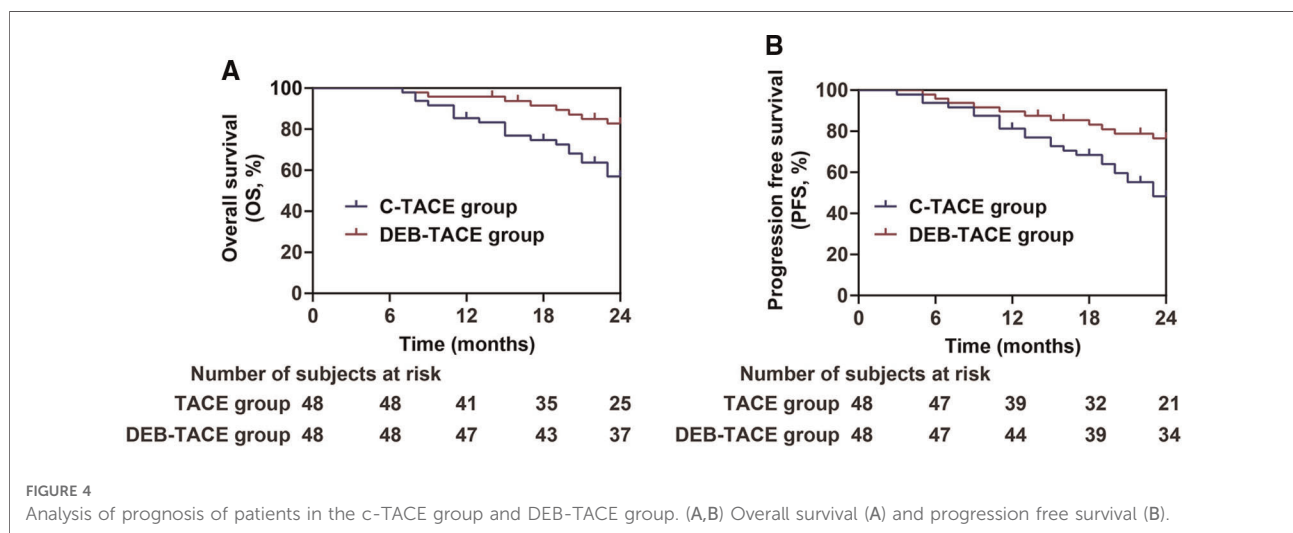 A
Overall survival
(OS, %)
100
80
60
40
20
0
C-TACE group
DEB-TACE group
0 6 12 18 24
Time (months)
Number of subjects at risk
TACE group 48 48 41 35 25
DEB-TACE group 48 48 47 43 37
B
Progression free survival
(PFS, %)
100
80
60
40
20
0
C-TACE group
DEB-TACE group
0 6 12 18 24
Time (months)
Number of subjects at risk
TACE group 48 47 39 32 21
DEB-TACE group 48 47 44 39 34
FIGURE 4
Analysis of prognosis of patients in the c-TACE group and DEB-TACE group. (A,B) Overall survival (A) and progression free survival (B).